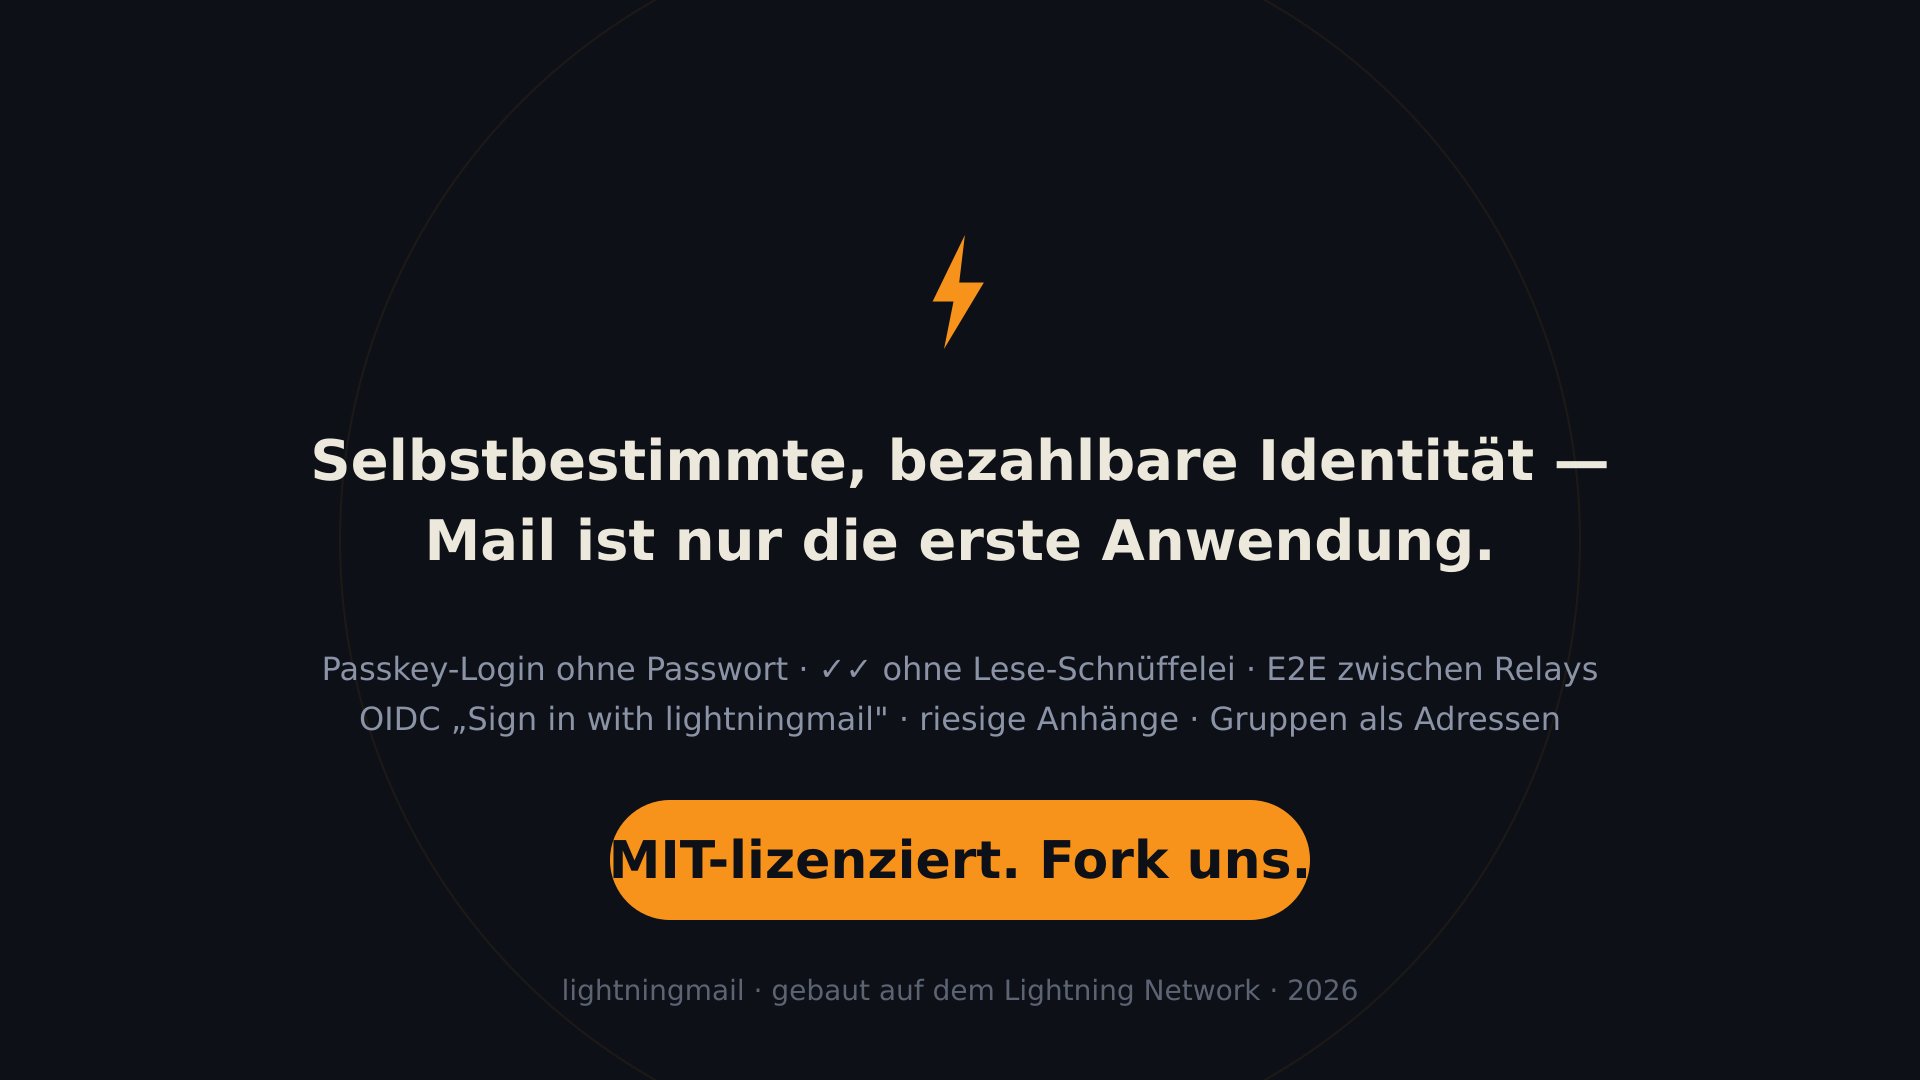 Selbstbestimmte, bezahlbare Identität —
Mail ist nur die erste Anwendung.
Passkey-Login ohne Passwort · ✓✓ ohne Lese-Schnüffelei · E2E zwischen Relays
OIDC „Sign in with lightningmail" · riesige Anhänge · Gruppen als Adressen
MIT-lizenziert. Fork uns.
lightningmail · gebaut auf dem Lightning Network · 2026